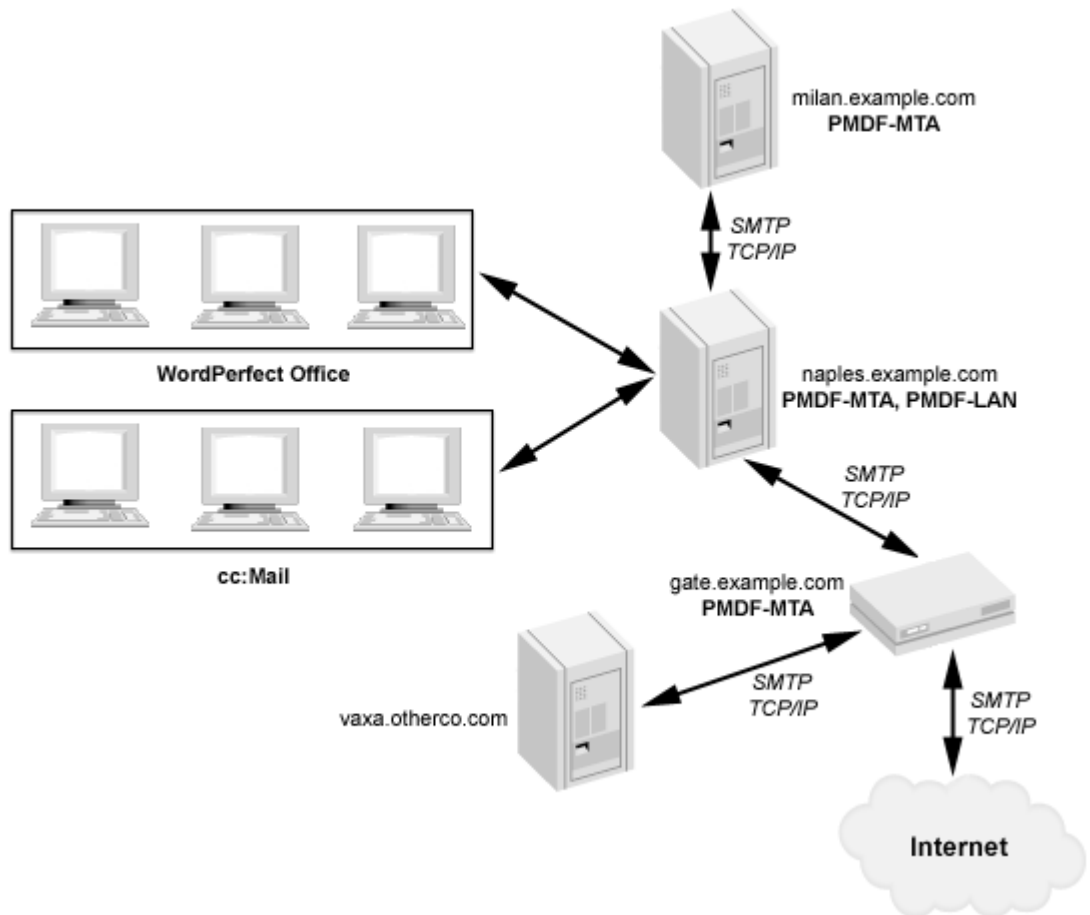 milan.example.com
PMDF-MTA
SMTP
TCP/IP
WordPerfect Office
naples.example.com
PMDF-MTA, PMDF-LAN
cc:Mail
SMTP
TCP/IP
gate.example.com
PMDF-MTA
vaxa.otherco.com
SMTP
TCP/IP
SMTP
TCP/IP
Internet